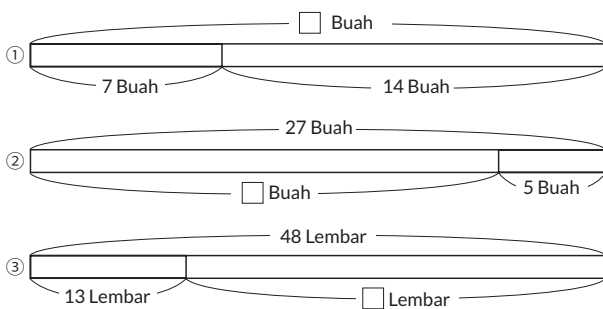 □ Buah
①
7 Buah 14 Buah
27 Buah
②
□ Buah 5 Buah
48 Lembar
③
13 Lembar □ Lembar